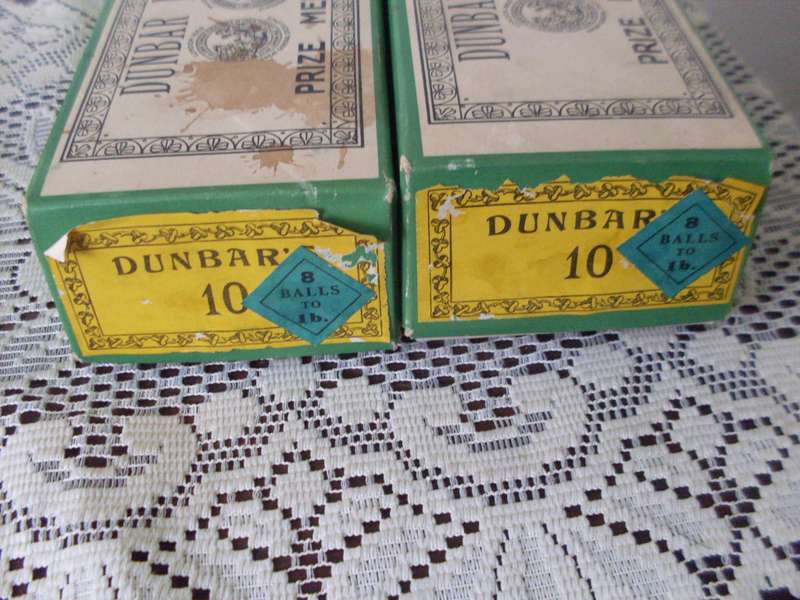 DUNBAR
PRIZE ME
DUNBAR
PRIZE
DUNBAR'
10
8
BALLS
TO
1b.
DUNBAR'
10
8
BALLS
TO
1b.